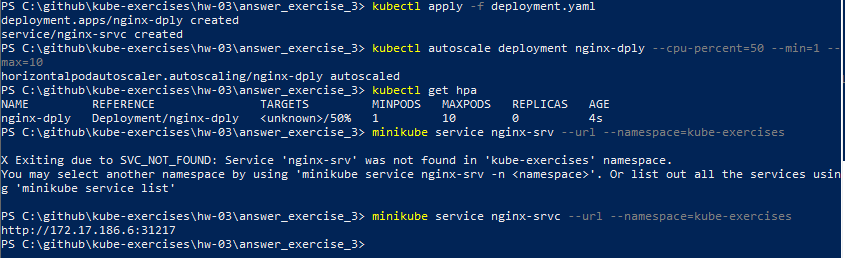 PS C:\github\kube-exercises\hw-03\answer_exercise_3> kubectl apply -f deployment.yaml
deployment.apps/nginx-dply created
service/nginx-srvc created
PS C:\github\kube-exercises\hw-03\answer_exercise_3> kubectl autoscale deployment nginx-dply --cpu-percent=50 --min=1 --
max=10
horizontalpodautoscaler.autoscaling/nginx-dply autoscaled
PS C:\github\kube-exercises\hw-03\answer_exercise_3> kubectl get hpa
NAME REFERENCE TARGETS MINPODS MAXPODS REPLICAS AGE
nginx-dply Deployment/nginx-dply <unknown>/50% 1 10 0 4s
PS C:\github\kube-exercises\hw-03\answer_exercise_3> minikube service nginx-srv --url --namespace=kube-exercises
X Exiting due to SVC_NOT_FOUND: Service 'nginx-srv' was not found in 'kube-exercises' namespace.
You may select another namespace by using 'minikube service nginx-srv -n <namespace>'. Or list out all the services usin
g 'minikube service list'
PS C:\github\kube-exercises\hw-03\answer_exercise_3> minikube service nginx-srvc --url --namespace=kube-exercises
http://172.17.186.6:31217
PS C:\github\kube-exercises\hw-03\answer_exercise_3>